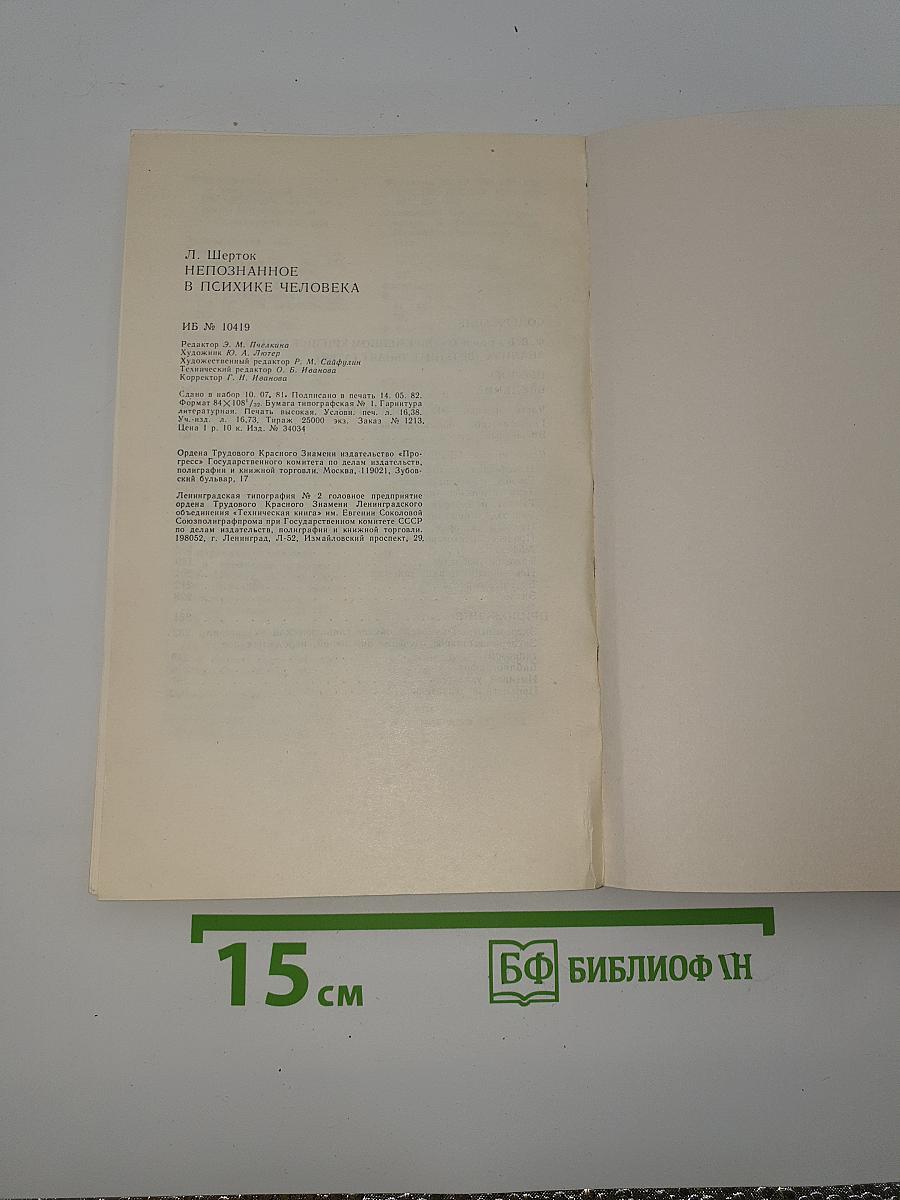 Л. Шерток
НЕПОЗНАННОЕ
В ПСИХИКЕ ЧЕЛОВЕКА
ИБ № 10419
Редактор Э. М. Пчелкина
Художник Ю. А. Лютер
Художественный редактор Р. М. Сайфулин
Технический редактор О. Б. Иванова
Корректор Г. Н. Иванова
Сдано в набор 10. 07. 81. Подписано в печать 14. 05. 82.
Формат 84×108¹/₃₂. Бумага типографская № 1. Гарнитура
литературная. Печать высокая. Условн. печ. л. 16,38.
Уч.-изд. л. 16,73, Тираж 25000 экз. Заказ № 1213.
Цена 1 р. 10 к. Изд. № 34034
Ордена Трудового Красного Знамени издательство «Про-
гресс» Государственного комитета по делам издательств,
полиграфии и книжной торговли. Москва, 119021, Зубов-
ский бульвар, 17
Ленинградская типография № 2 головное предприятие
ордена Трудового Красного Знамени Ленинградского
объединения «Техническая книга» им. Евгении Соколовой
Союзполиграфпрома при Государственном комитете СССР
по делам издательств, полиграфии и книжной торговли.
198052, г. Ленинград, Л-52, Измайловский проспект, 29.
15 см
БФ БИБЛИОФ\Н